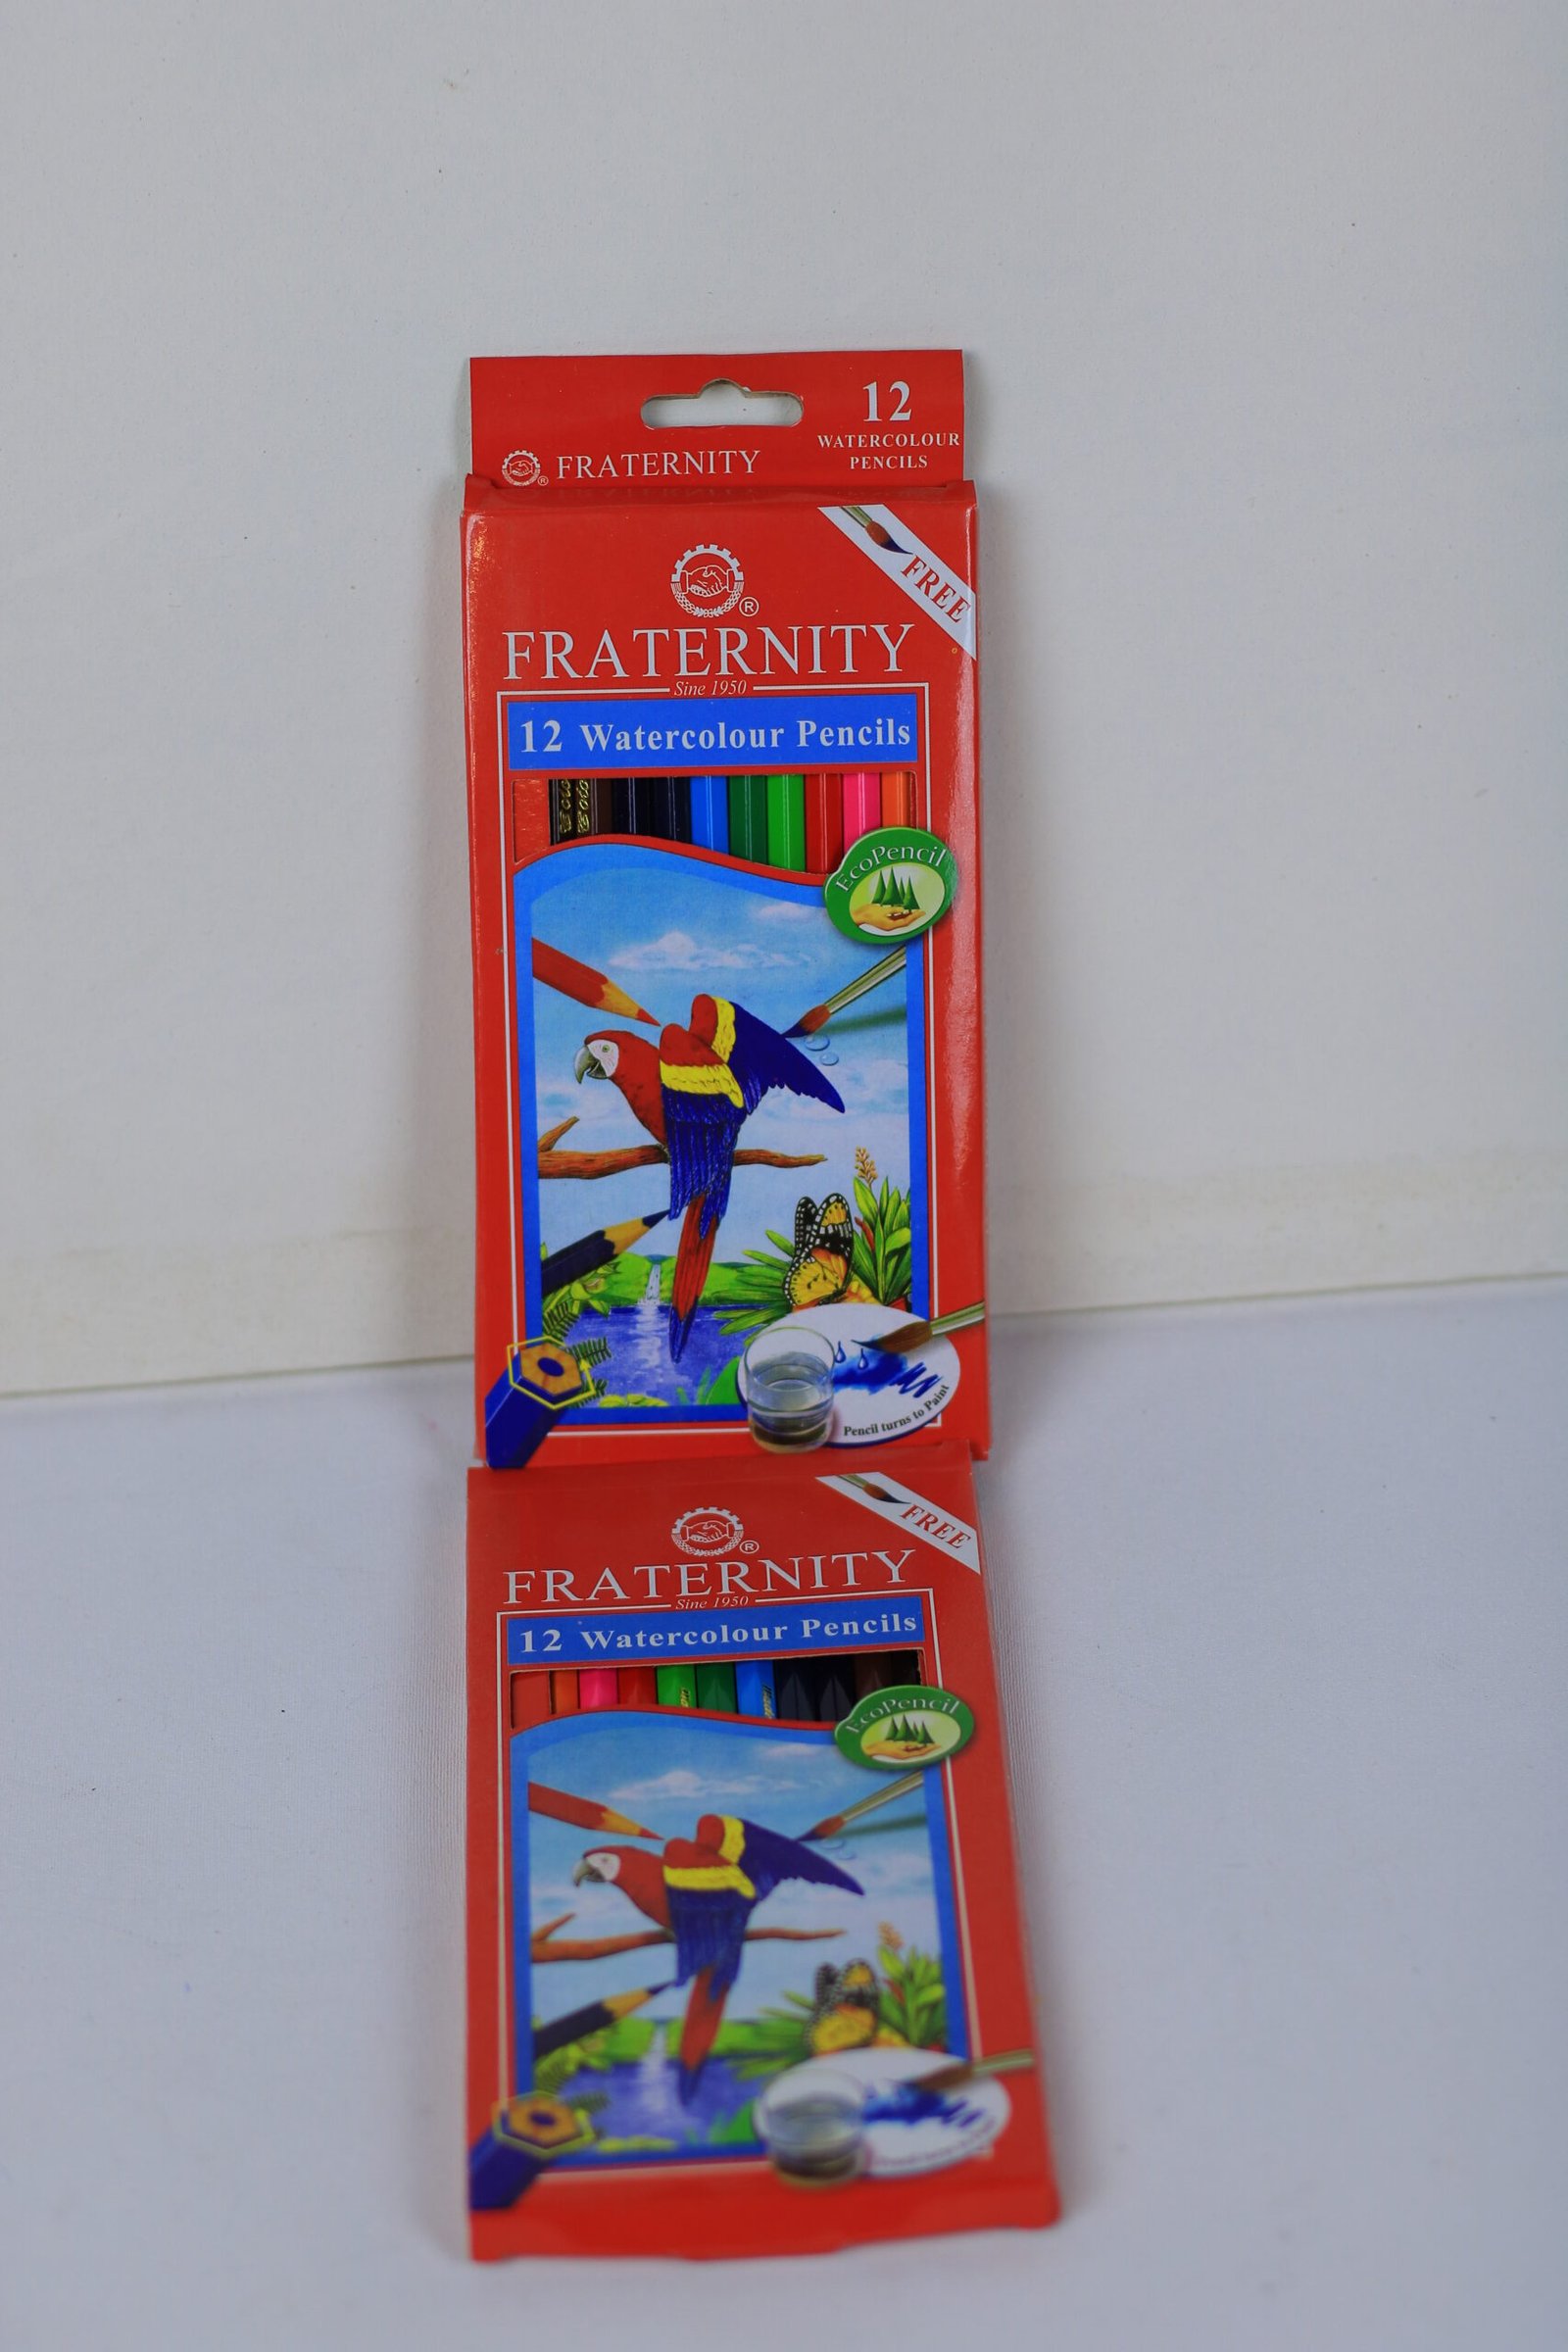 12
WATERCOLOUR
PENCILS
FRATERNITY
®
FREE
®
FRATERNITY
Sine 1950
12 Watercolour Pencils
EcoPencil
Pencil turns to Paint
FREE
®
FRATERNITY
Sine 1950
12 Watercolour Pencils
EcoPencil